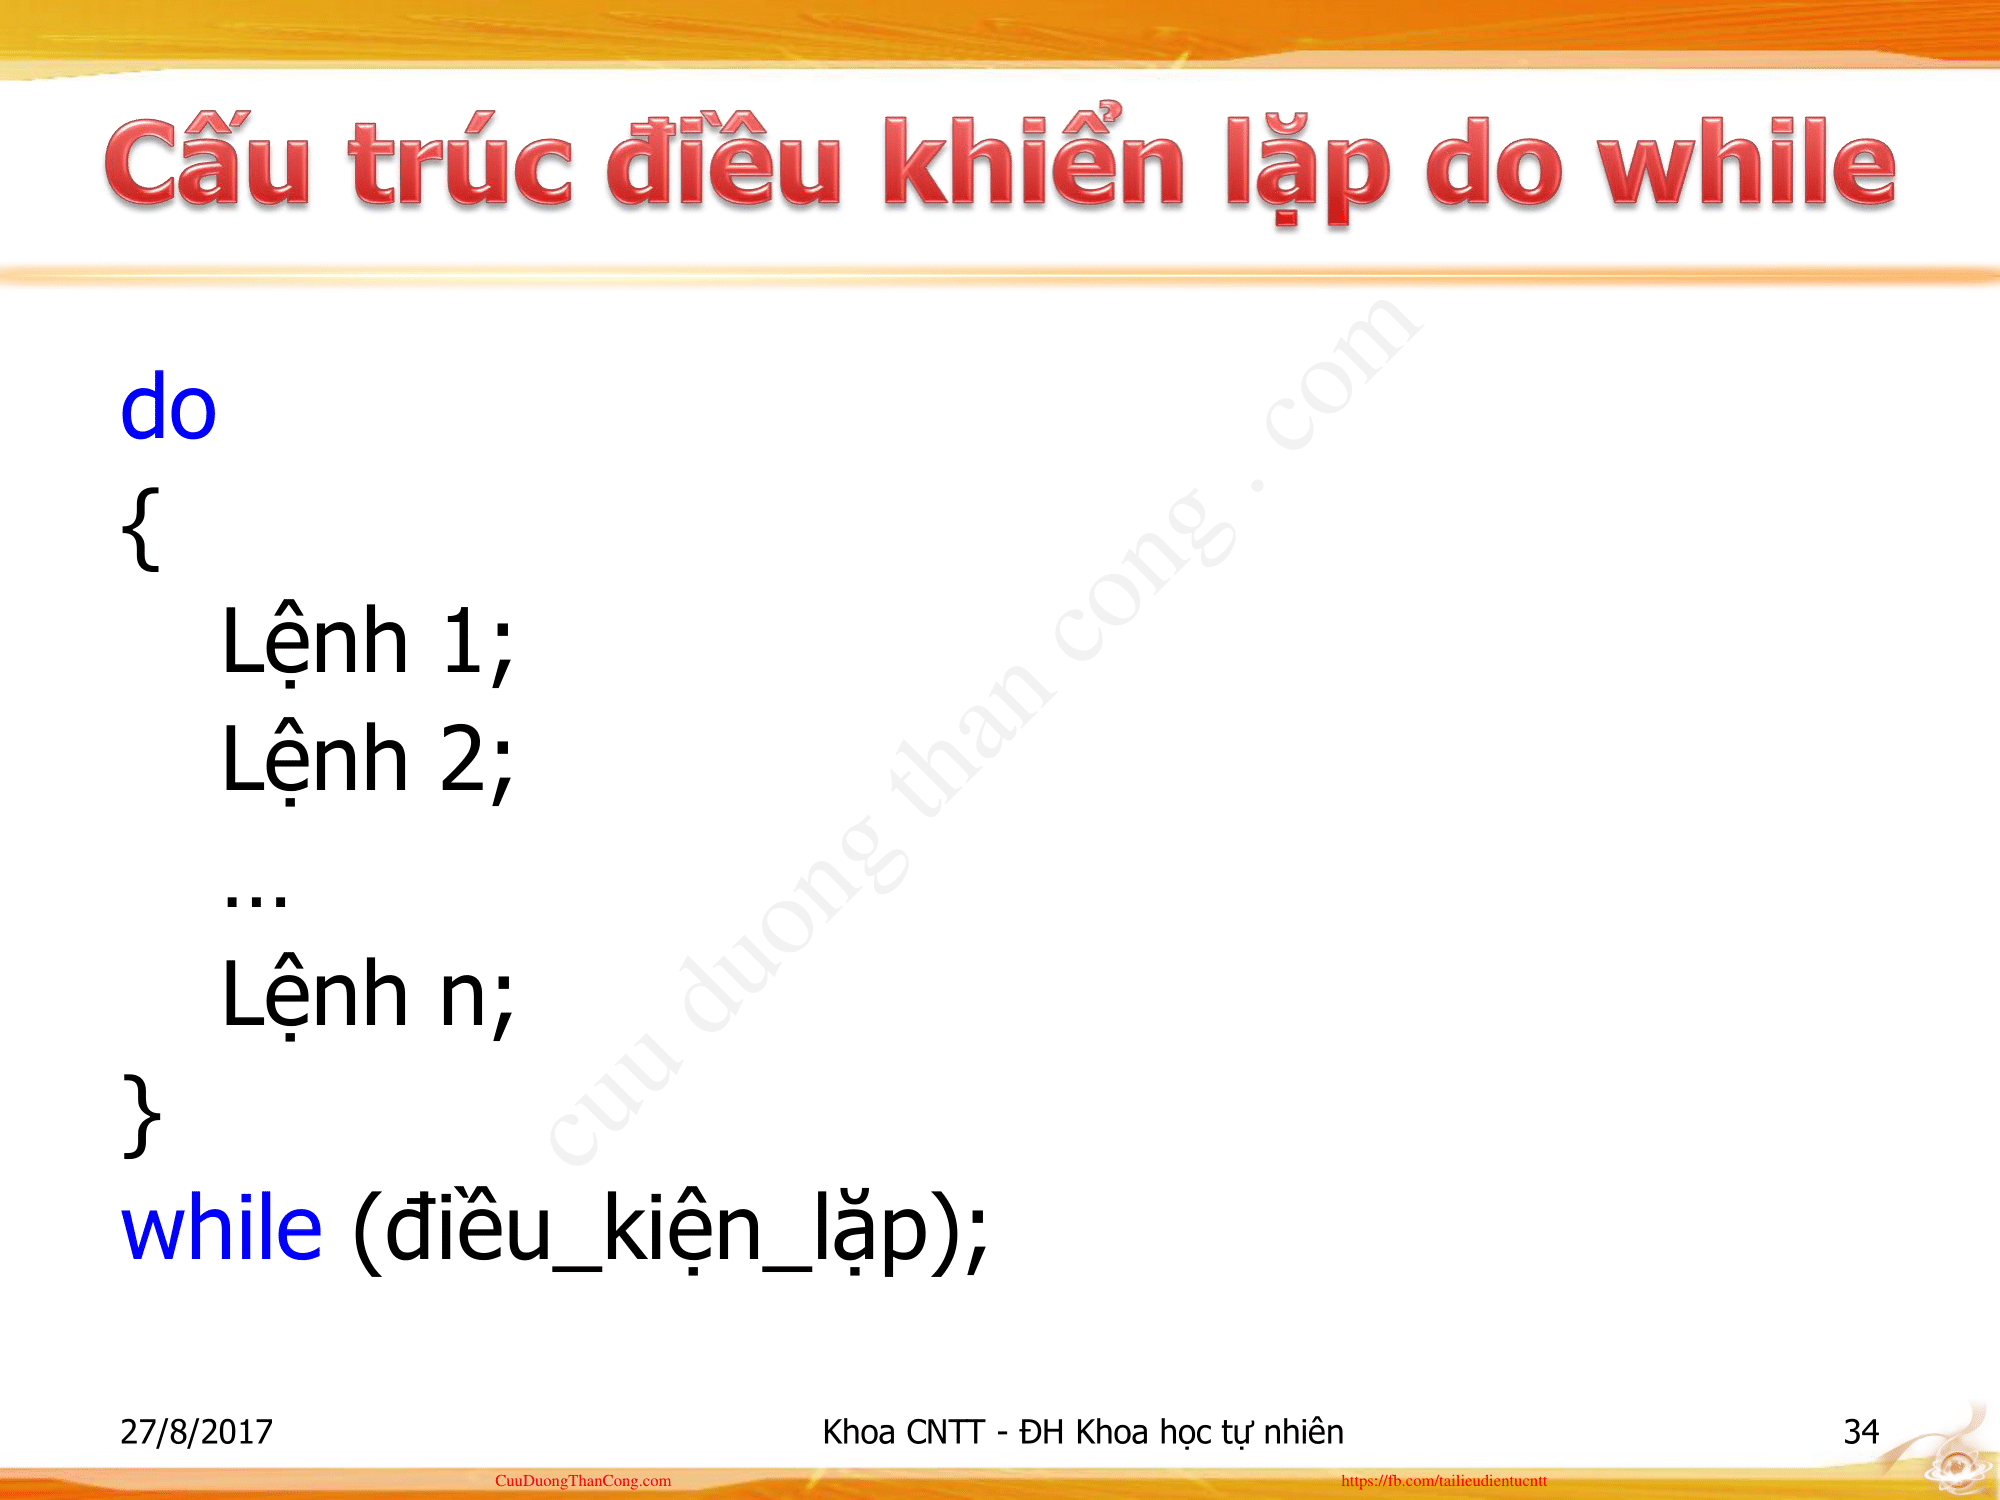 Cấu trúc điều khiển lặp do while
do
{
Lệnh 1;
Lệnh 2;
...
Lệnh n;
}
while (điều_kiện_lặp);
cuu duong than cong . com
27/8/2017
Khoa CNTT - ĐH Khoa học tự nhiên
34
CuuDuongThanCong.com
https://fb.com/tailieudientucntt